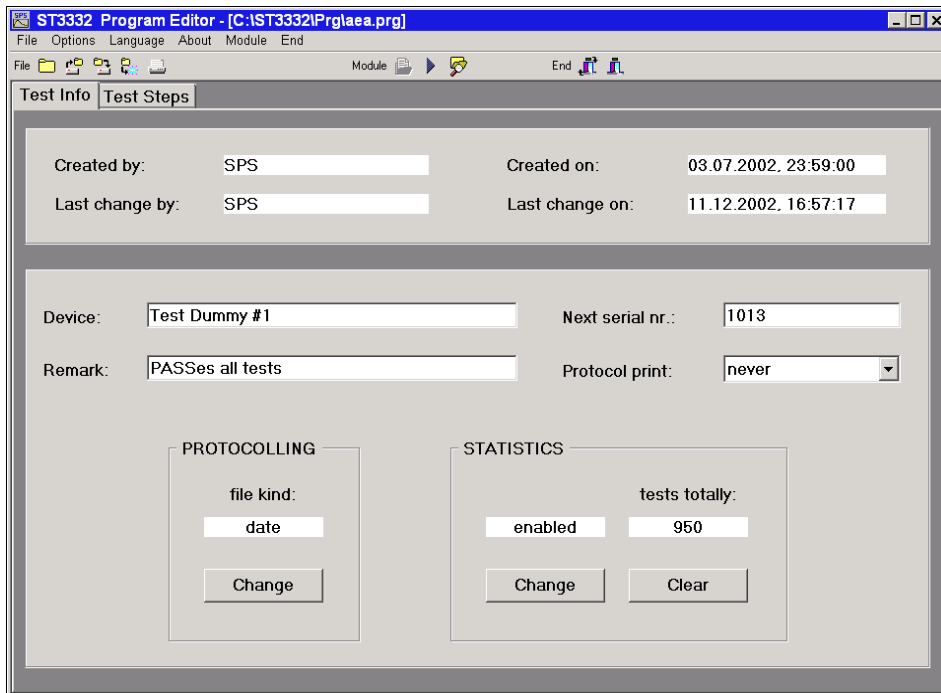 SPS ST3332 Program Editor - [C:\ST3332\Prg\aea.prg]
File Options Language About Module End
File Module End
Test Info Test Steps
Created by: SPS Created on: 03.07.2002, 23:59:00
Last change by: SPS Last change on: 11.12.2002, 16:57:17
Device: Test Dummy #1 Next serial nr.: 1013
Remark: PASSes all tests Protocol print: never
PROTOCOLLING STATISTICS
file kind: tests totally:
date enabled 950
Change Change Clear